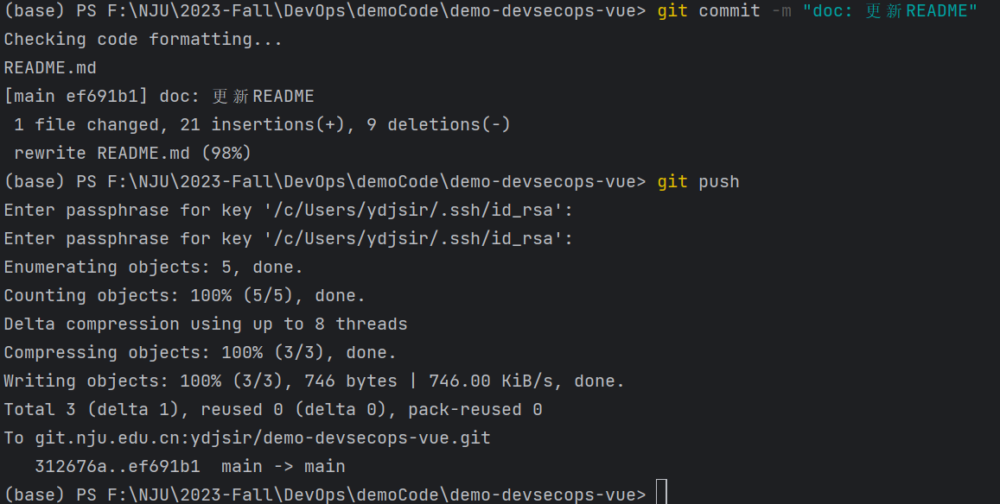 (base) PS F:\NJU\2023-Fall\DevOps\demoCode\demo-devsecops-vue> git commit -m "doc: 更新README"
Checking code formatting...
README.md
[main ef691b1] doc: 更新README
 1 file changed, 21 insertions(+), 9 deletions(-)
 rewrite README.md (98%)
(base) PS F:\NJU\2023-Fall\DevOps\demoCode\demo-devsecops-vue> git push
Enter passphrase for key '/c/Users/ydjsir/.ssh/id_rsa':
Enter passphrase for key '/c/Users/ydjsir/.ssh/id_rsa':
Enumerating objects: 5, done.
Counting objects: 100% (5/5), done.
Delta compression using up to 8 threads
Compressing objects: 100% (3/3), done.
Writing objects: 100% (3/3), 746 bytes | 746.00 KiB/s, done.
Total 3 (delta 1), reused 0 (delta 0), pack-reused 0
To git.nju.edu.cn:ydjsir/demo-devsecops-vue.git
   312676a..ef691b1  main -> main
(base) PS F:\NJU\2023-Fall\DevOps\demoCode\demo-devsecops-vue>